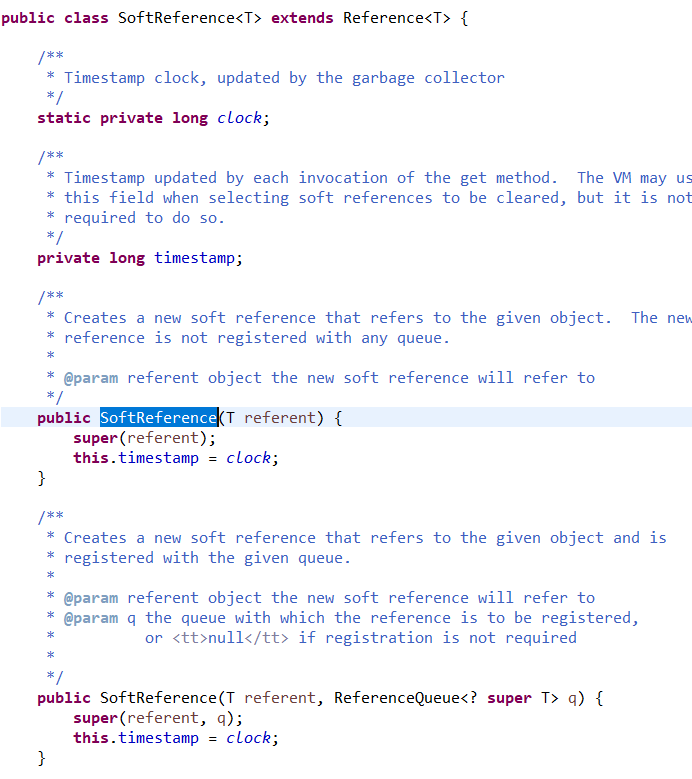 public class SoftReference<T> extends Reference<T> {
/**
* Timestamp clock, updated by the garbage collector
*/
static private long clock;
/**
* Timestamp updated by each invocation of the get method.  The VM may us
* this field when selecting soft references to be cleared, but it is not
* required to do so.
*/
private long timestamp;
/**
* Creates a new soft reference that refers to the given object.  The new
* reference is not registered with any queue.
*
* @param referent object the new soft reference will refer to
*/
public SoftReference(T referent) {
super(referent);
this.timestamp = clock;
}
/**
* Creates a new soft reference that refers to the given object and is
* registered with the given queue.
*
* @param referent object the new soft reference will refer to
* @param q the queue with which the reference is to be registered,
*          or <tt>null</tt> if registration is not required
*
*/
public SoftReference(T referent, ReferenceQueue<? super T> q) {
super(referent, q);
this.timestamp = clock;
}